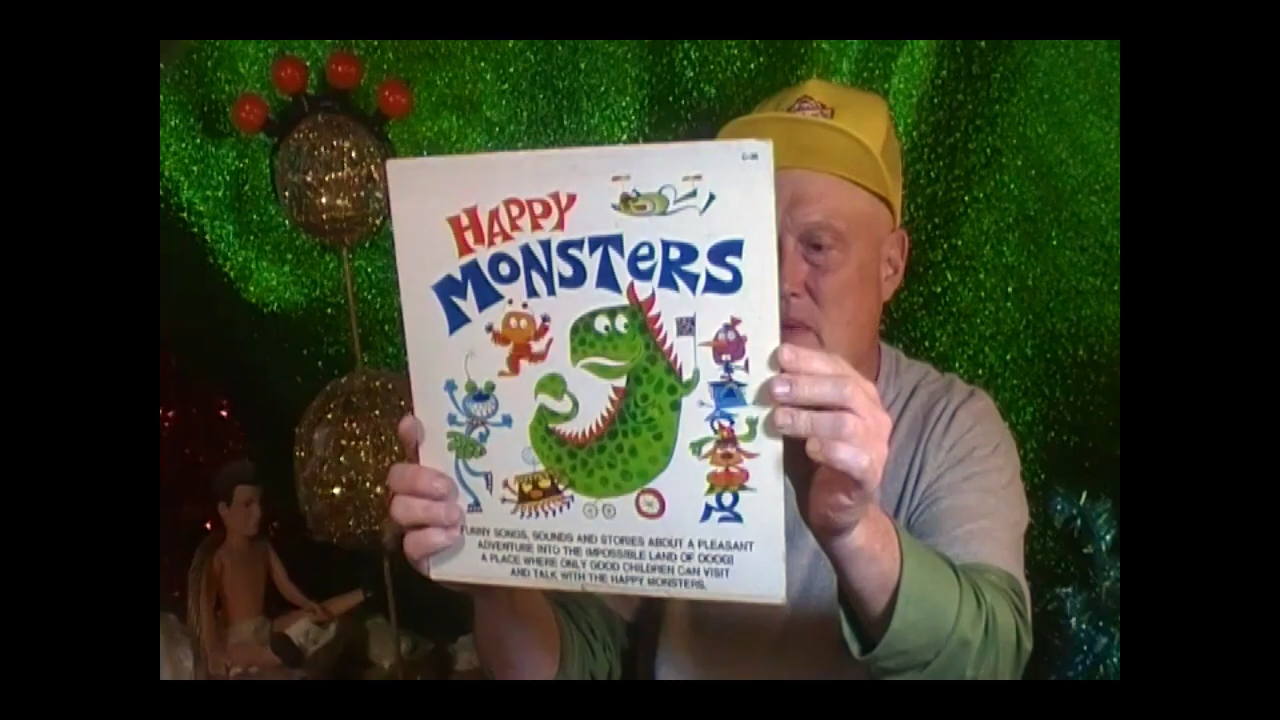 HAPPY
MONSTERS
FUNNY SONGS, SOUNDS AND STORIES ABOUT A PLEASANT
ADVENTURE INTO THE IMPOSSIBLE LAND OF OOOG!
A PLACE WHERE ONLY GOOD CHILDREN CAN VISIT
AND TALK WITH THE HAPPY MONSTERS.